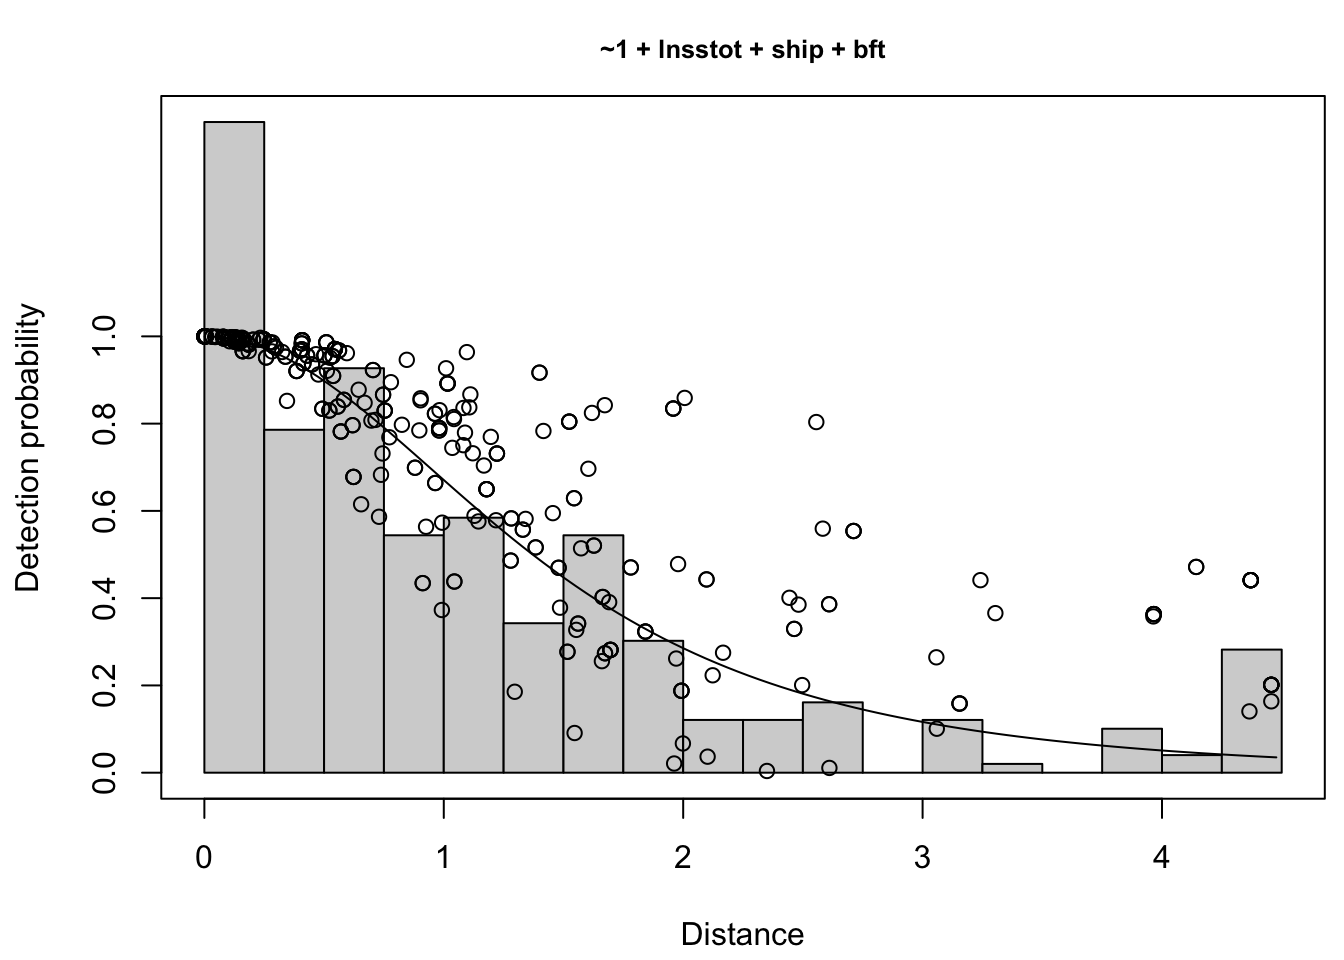 ~1 + lnsstot + ship + bft
Detection probability
1.0
0.8
0.6
0.4
0.2
0.0
0 1 2 3 4
Distance